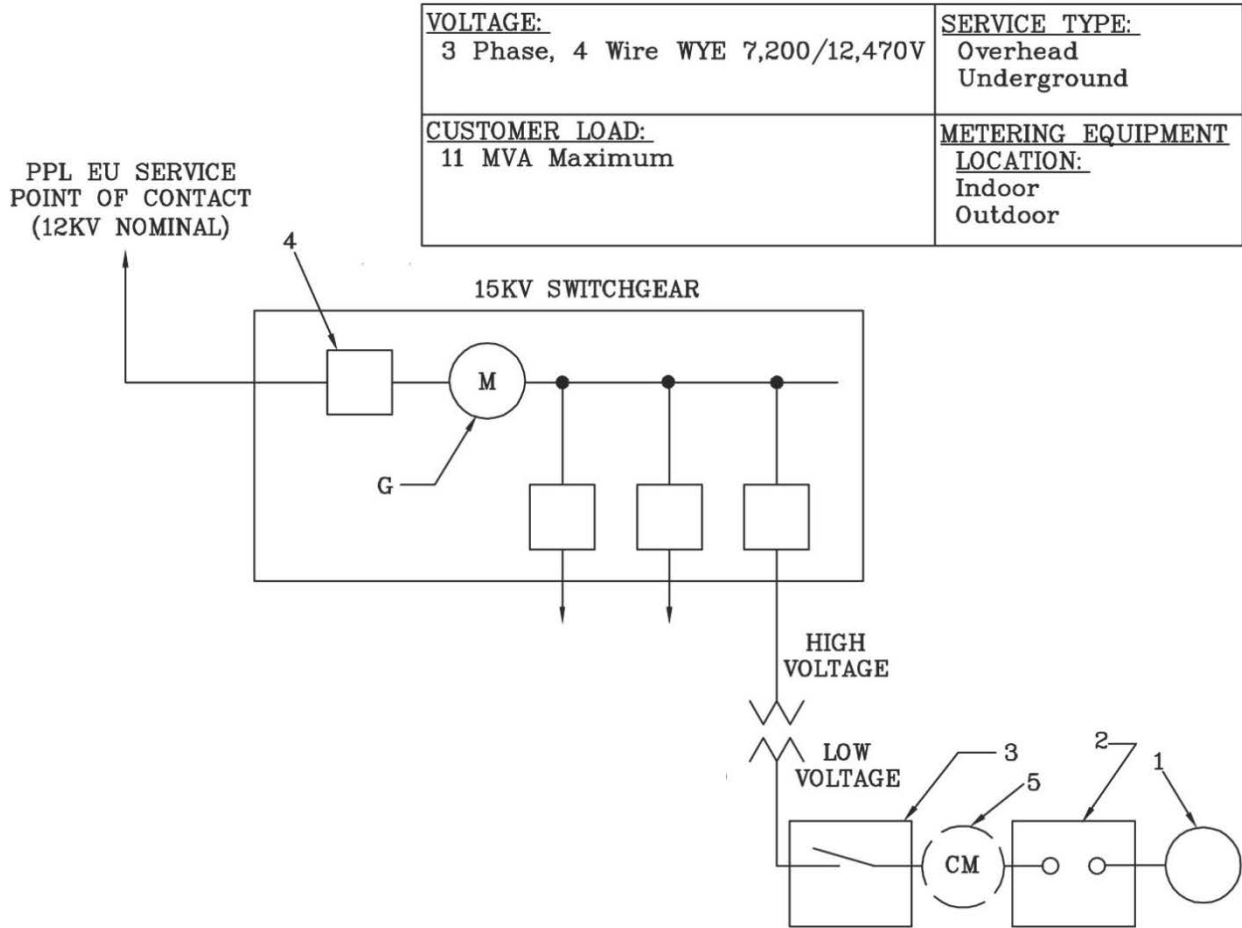 VOLTAGE:
3 Phase, 4 Wire WYE 7,200/12,470V
SERVICE TYPE:
Overhead
Underground
CUSTOMER LOAD:
11 MVA Maximum
METERING EQUIPMENT
LOCATION:
Indoor
Outdoor
PPL EU SERVICE
POINT OF CONTACT
(12KV NOMINAL)
4
15KV SWITCHGEAR
M
G
HIGH
VOLTAGE
LOW
VOLTAGE
3
5
2
1
CM